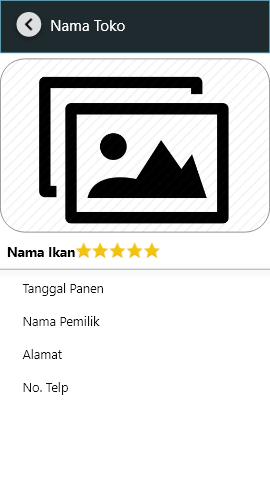 Nama Toko
Nama Ikan
Tanggal Panen
Nama Pemilik
Alamat
No. Telp